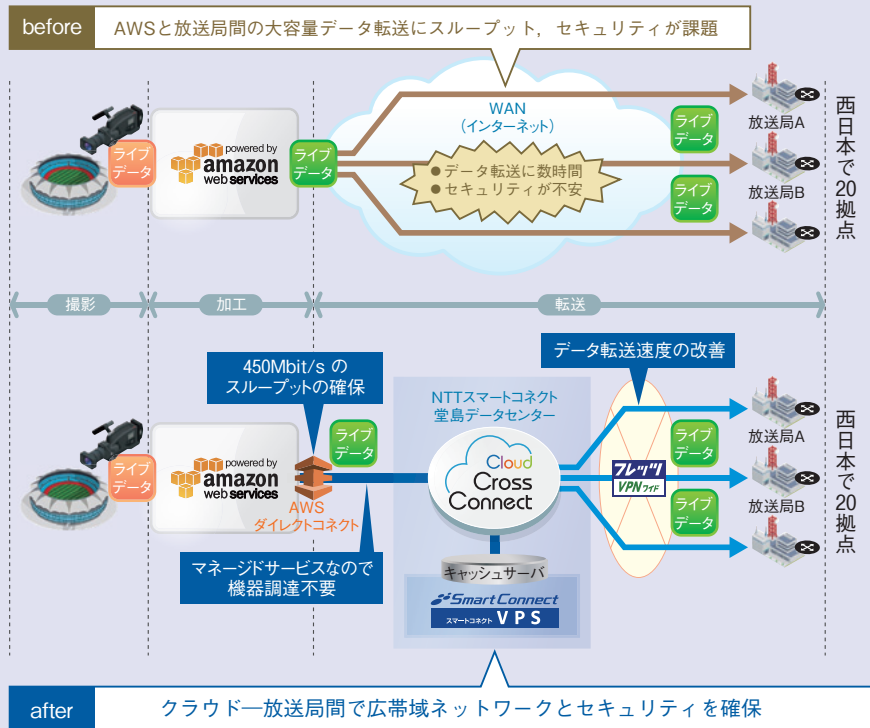 before
AWSと放送局間の大容量データ転送にスループット，セキュリティが課題
ライブ
データ
powered by
amazon
web services
ライブ
データ
WAN
（インターネット）
●データ転送に数時間
●セキュリティが不安
ライブ
データ
ライブ
データ
放送局A
放送局B
西日本で20拠点
撮影
加工
転送
450Mbit/s の
スループットの確保
データ転送速度の改善
NTTスマートコネクト
堂島データセンター
ライブ
データ
powered by
amazon
web services
AWS
ダイレクトコネクト
ライブ
データ
Cloud
Cross
Connect
フレッツ
VPNワイド
ライブ
データ
ライブ
データ
放送局A
放送局B
西日本で20拠点
マネージドサービスなので
機器調達不要
キャッシュサーバ
SmartConnect
スマートコネクト VPS
after
クラウド―放送局間で広帯域ネットワークとセキュリティを確保